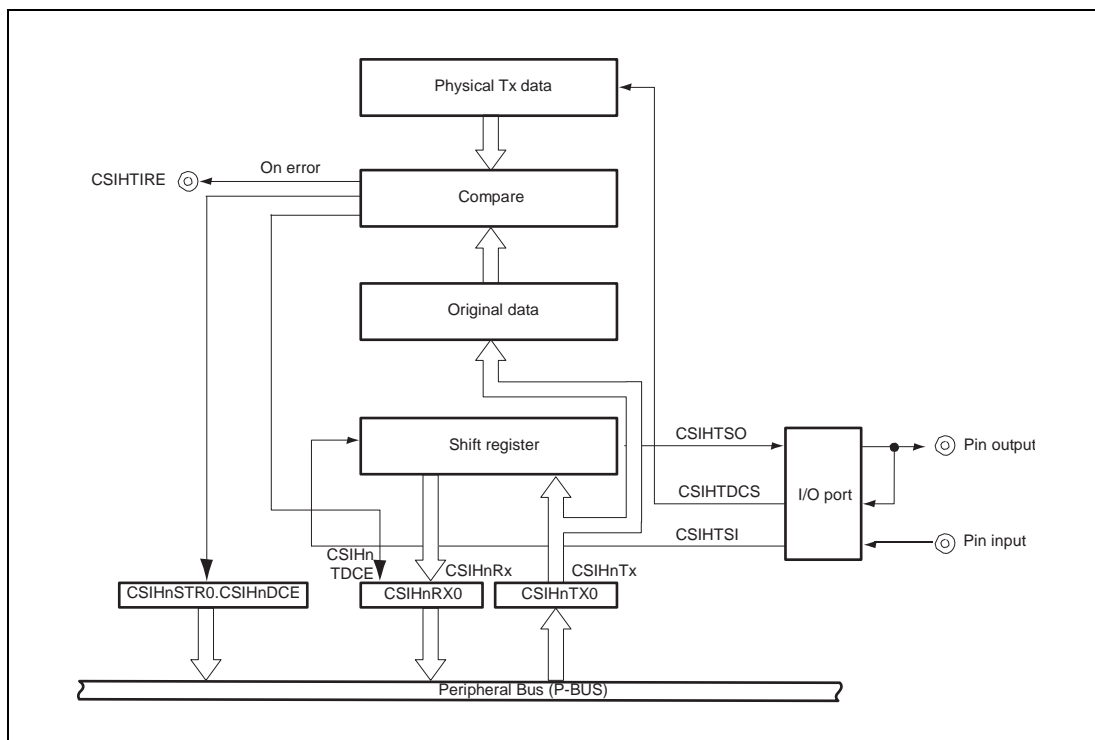 Physical Tx data
On error
CSIHTIRE
Compare
Original data
Shift register
CSIHTSO
Pin output
I/O port
CSIHTDCS
CSIHTSI
Pin input
CSIHn
TDCE
CSIHnRx
CSIHnTx
CSIHnSTR0.CSIHnDCE
CSIHnRX0
CSIHnTX0
Peripheral Bus (P-BUS)